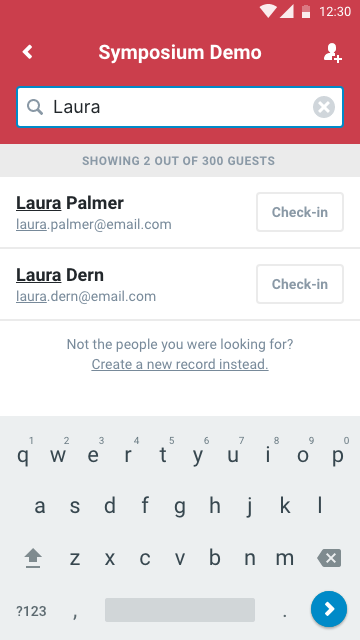 12:30
Symposium Demo
Laura
SHOWING 2 OUT OF 300 GUESTS
Laura Palmer
laura.palmer@email.com
Check-in
Laura Dern
laura.dern@email.com
Check-in
Not the people you were looking for?
Create a new record instead.
1 2 3 4 5 6 7 8 9 0
q w e r t y u i o p
a s d f g h j k l
z x c v b n m
?123 , .